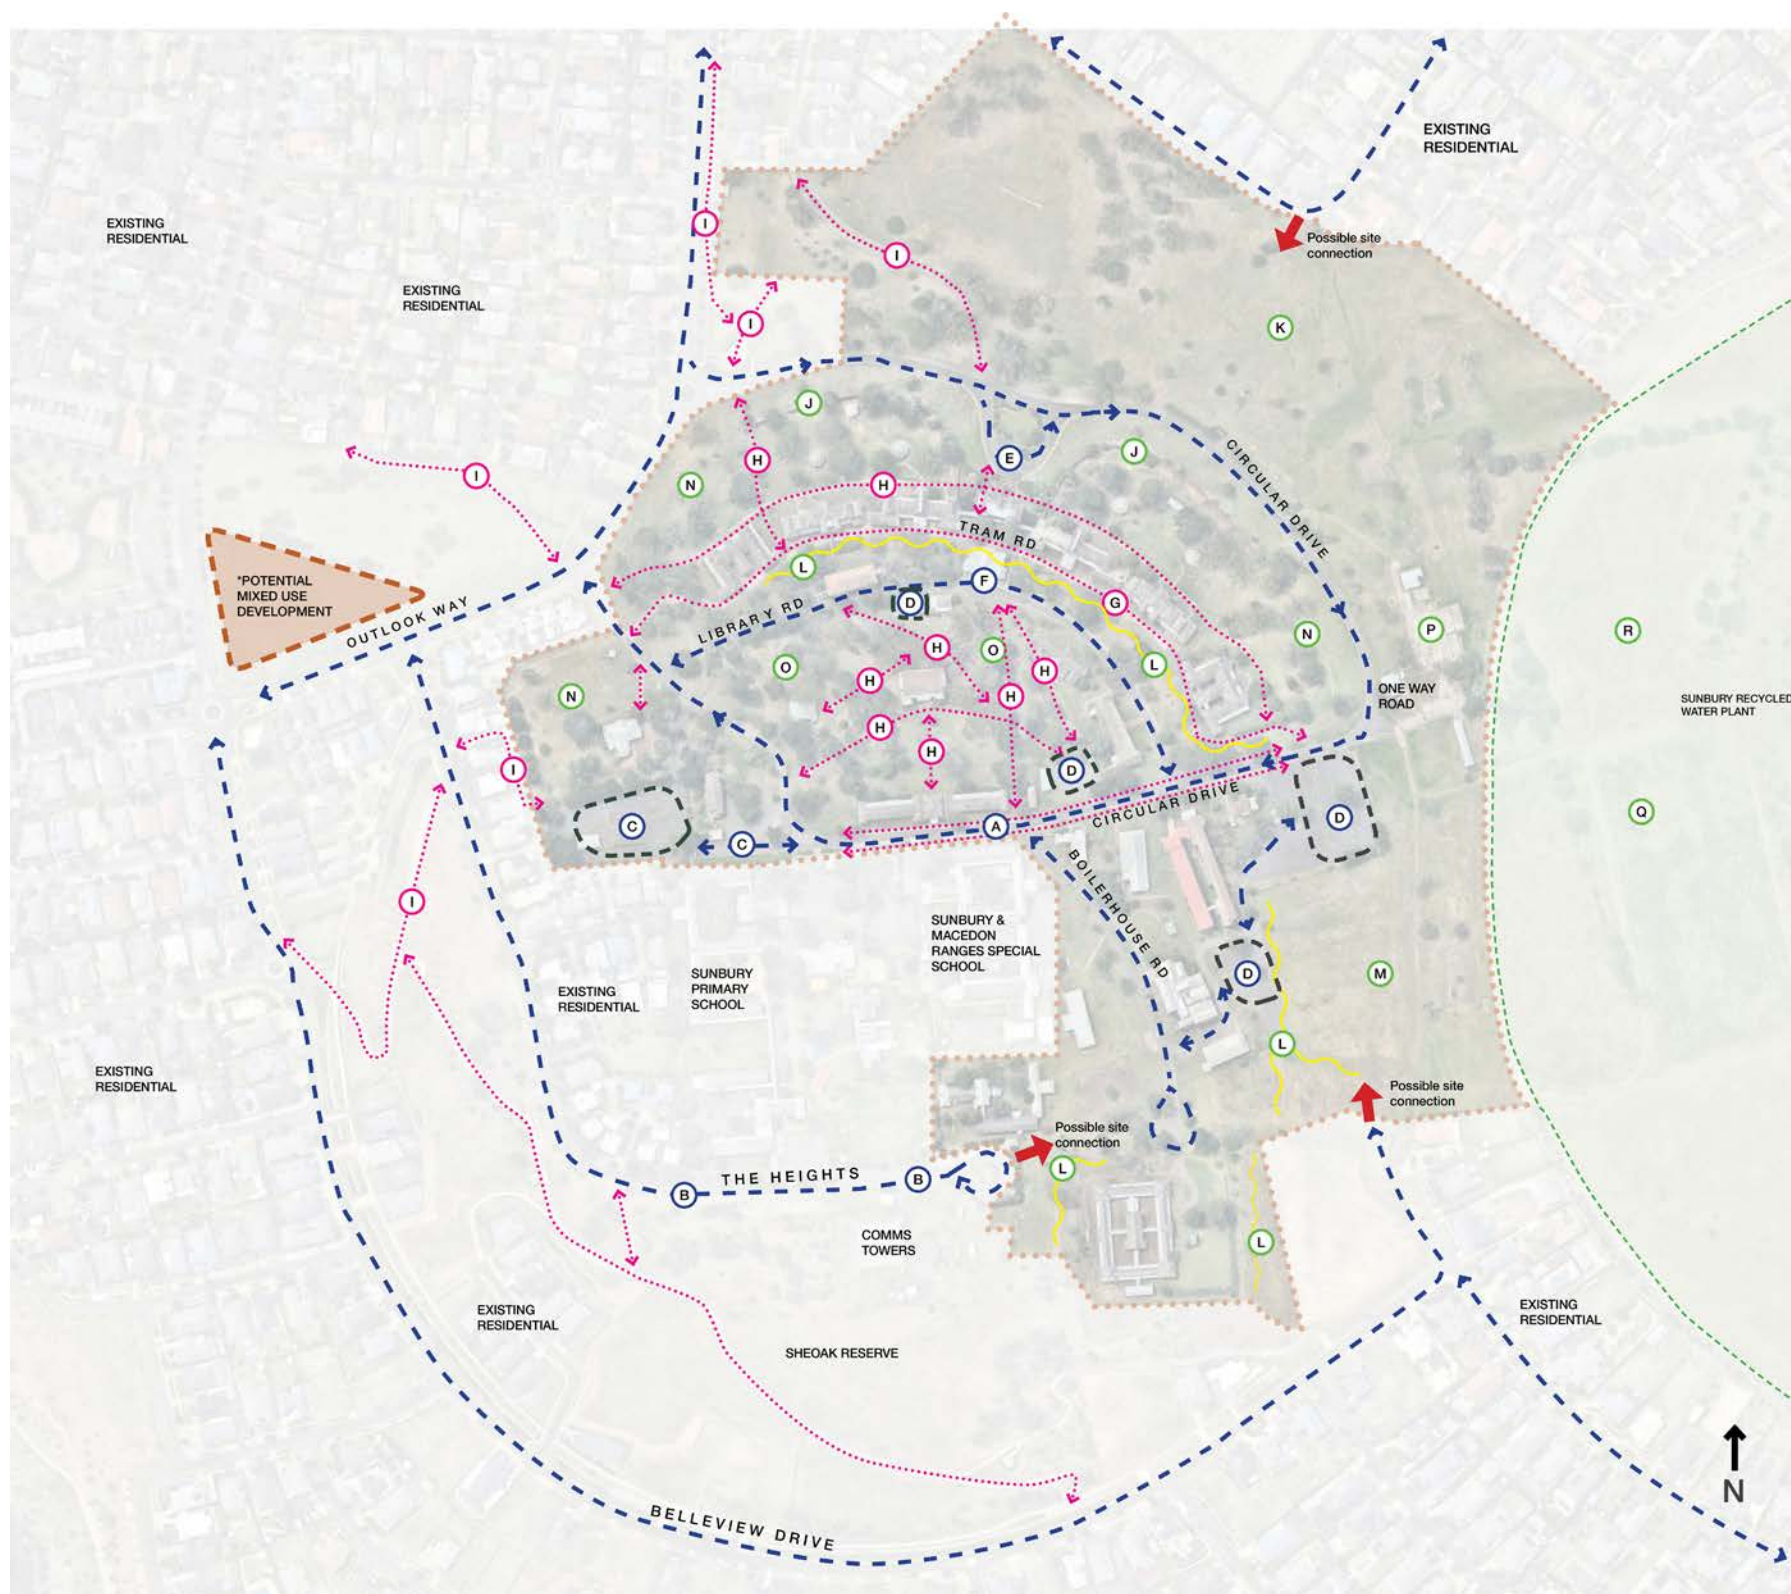 EXISTING
RESIDENTIAL
EXISTING
RESIDENTIAL
I
Possible site
connection
I
EXISTING
RESIDENTIAL
I
K
J
H
E
J
I
N
H
CIRCULAR DRIVE
TRAM RD
*POTENTIAL
MIXED USE
DEVELOPMENT
L
F
OUTLOOK WAY
LIBRARY RD
D
G
N
P
R
H
O
O
L
H
H
N
H
ONE WAY
ROAD
SUNBURY RECYCLED
WATER PLANT
H
H
I
D
CIRCULAR DRIVE
D
Q
C
A
C
BOILERHOUSE RD
I
SUNBURY &
MACEDON
RANGES SPECIAL
SCHOOL
SUNBURY
PRIMARY
SCHOOL
D
M
EXISTING
RESIDENTIAL
L
EXISTING
RESIDENTIAL
Possible site
connection
Possible site
connection
L
THE HEIGHTS
B
B
COMMS
TOWERS
L
EXISTING
RESIDENTIAL
EXISTING
RESIDENTIAL
SHEOAK RESERVE
N
BELLEVIEW DRIVE